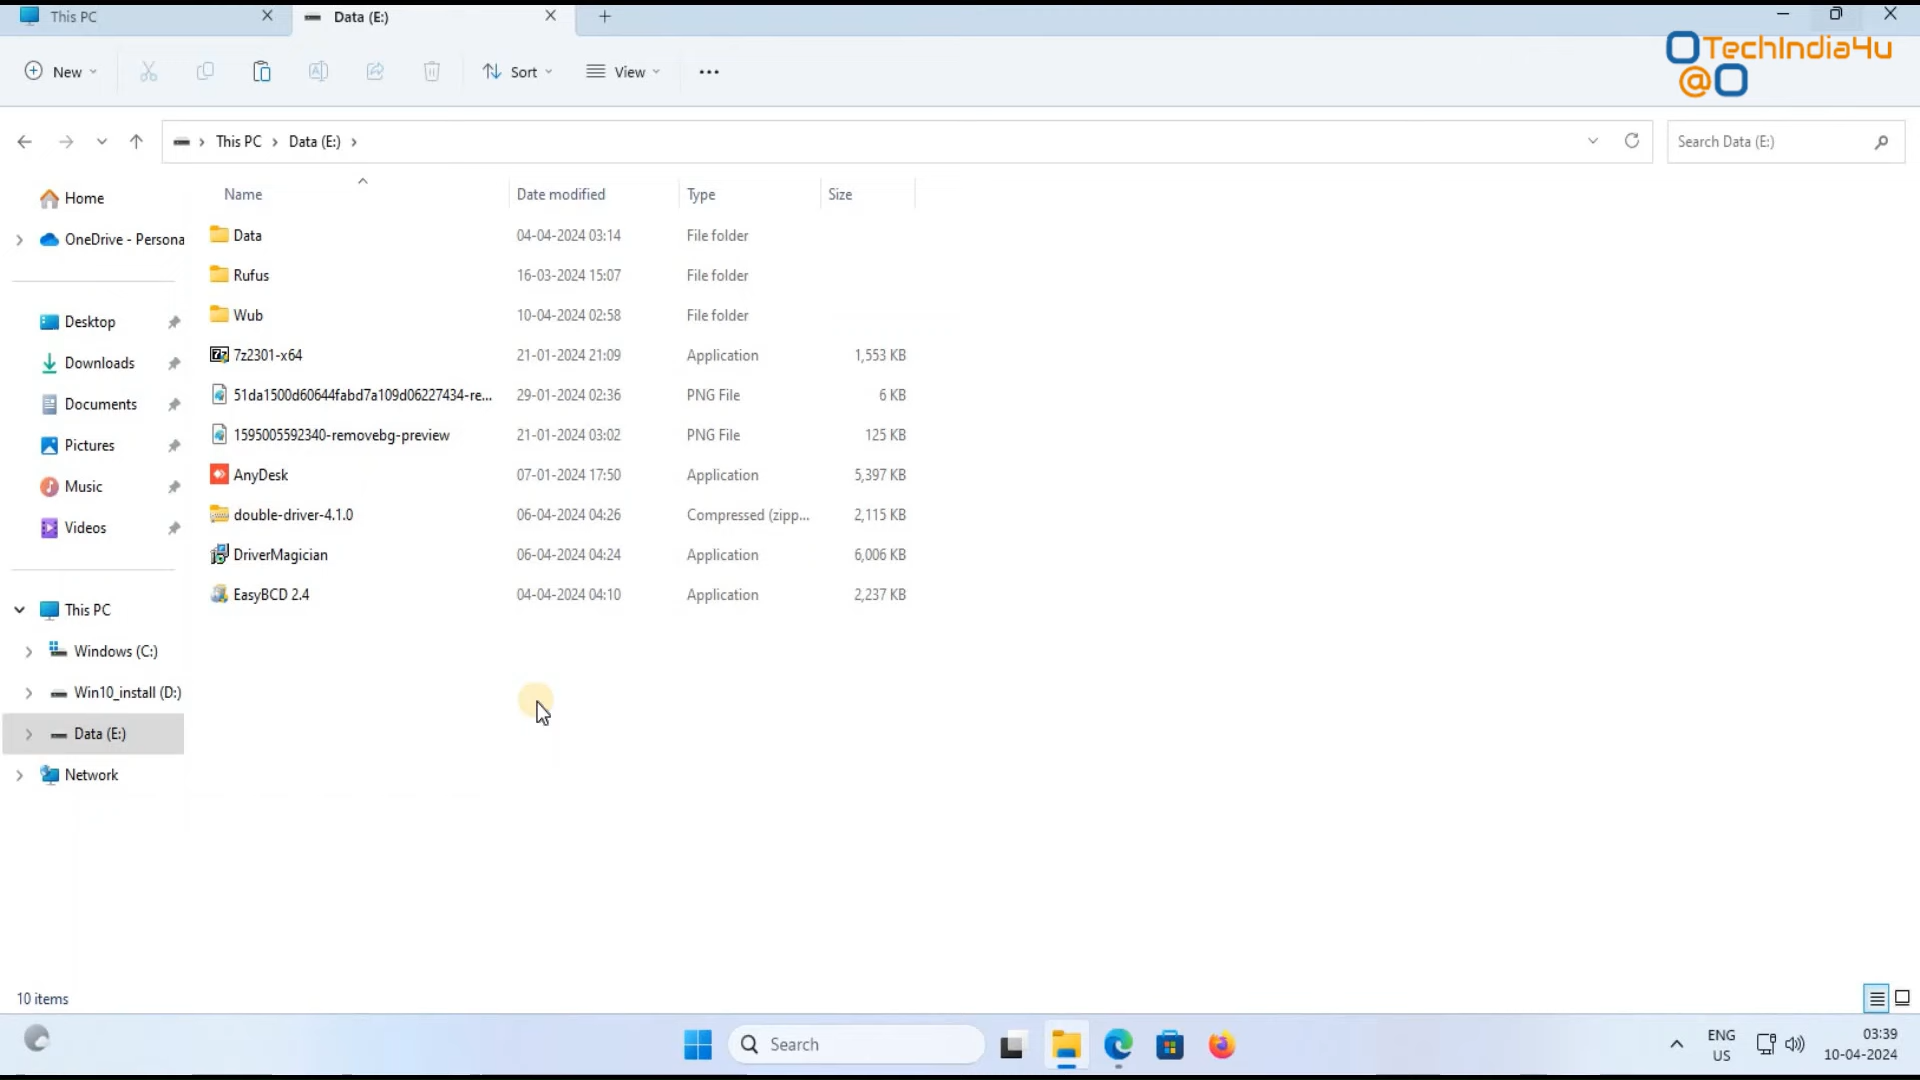 This PC
Data (E:)
TechIndia4u
@
New
Sort
View
This PC
Data (E:)
Search Data (E:)
Name
Date modified
Type
Size
Home
OneDrive - Persona
Desktop
Downloads
Documents
Pictures
Music
Videos
This PC
Windows (C:)
Win10_install (D:)
Data (E:)
Network
Data 04-04-2024 03:14 File folder
Rufus 16-03-2024 15:07 File folder
Wub 10-04-2024 02:58 File folder
7z2301-x64 21-01-2024 21:09 Application 1,553 KB
51da1500d60644fabd7a109d06227434-re... 29-01-2024 02:36 PNG File 6 KB
1595005592340-removebg-preview 21-01-2024 03:02 PNG File 125 KB
AnyDesk 07-01-2024 17:50 Application 5,397 KB
double-driver-4.1.0 06-04-2024 04:26 Compressed (zipp... 2,115 KB
DriverMagician 06-04-2024 04:24 Application 6,006 KB
EasyBCD 2.4 04-04-2024 04:10 Application 2,237 KB
10 items
Search
ENG
US
03:39
10-04-2024